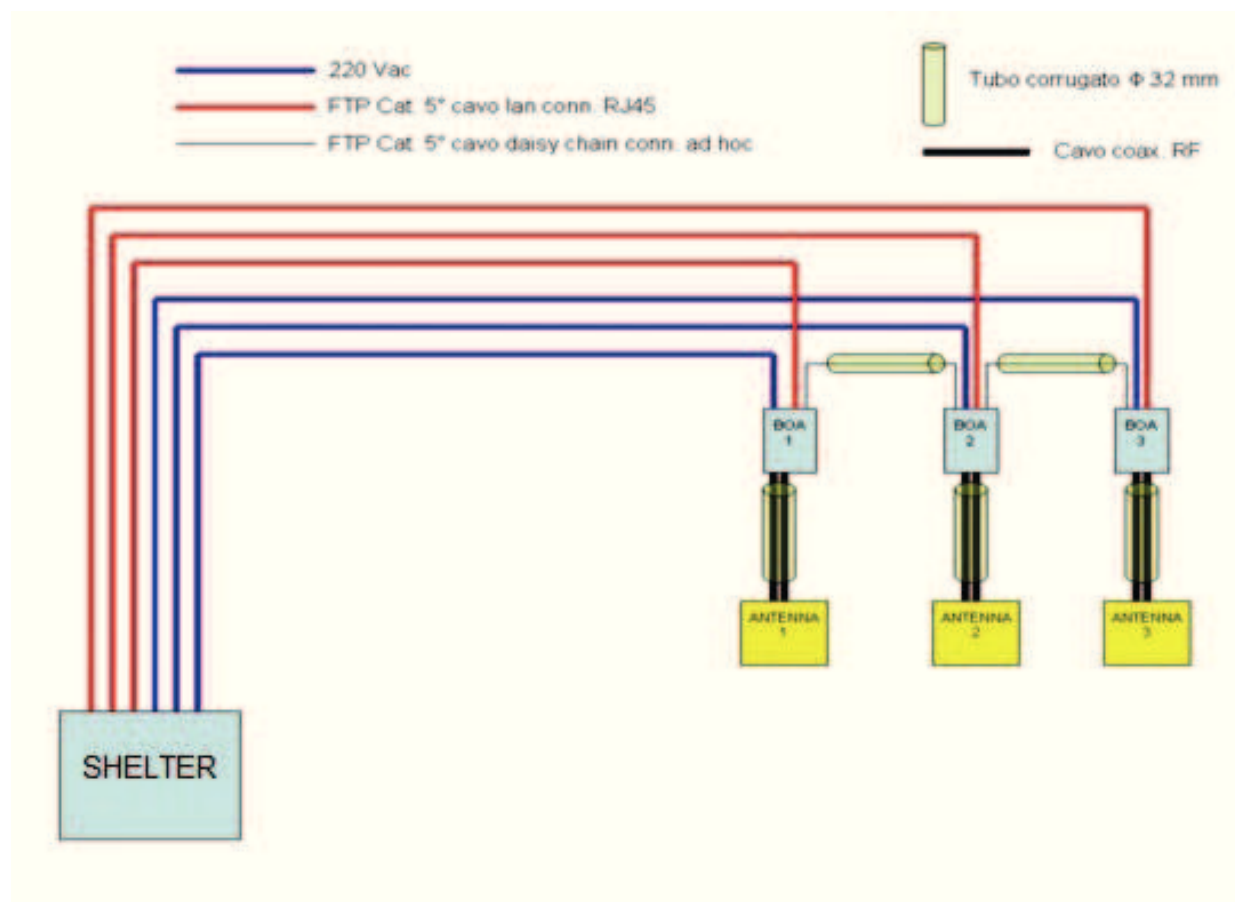 220 Vac
FTP Cat. 5° cavo lan conn. RJ45
FTP Cat. 5° cavo daisy chain conn. ad hoc
Tubo corrugato Φ 32 mm
Cavo coax. RF
BOA
1
BOA
2
BOA
3
ANTENNA
1
ANTENNA
2
ANTENNA
3
SHELTER